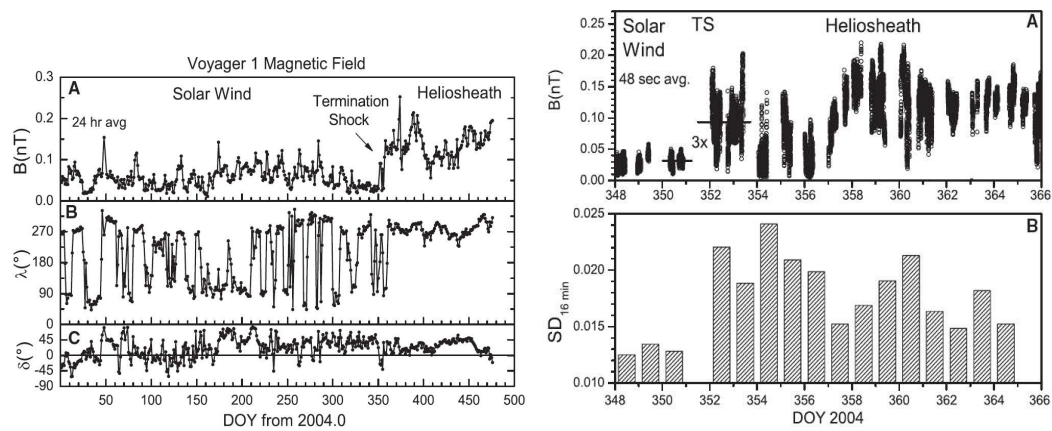 Voyager 1 Magnetic Field
A
Solar Wind
Termination
Shock
Heliosheath
24 hr avg
B(nT)
0.3
0.2
0.1
0.0
B
λ(°)
270
180
90
0
C
δ(°)
45
0
-45
-90
0 50 100 150 200 250 300 350 400 450 500
DOY from 2004.0
Solar
Wind
TS
Heliosheath
A
48 sec avg.
3x
B(nT)
0.25
0.20
0.15
0.10
0.05
0.00
348 350 352 354 356 358 360 362 364 366
B
SD16 min
0.025
0.020
0.015
0.010
348 350 352 354 356 358 360 362 364 366
DOY 2004